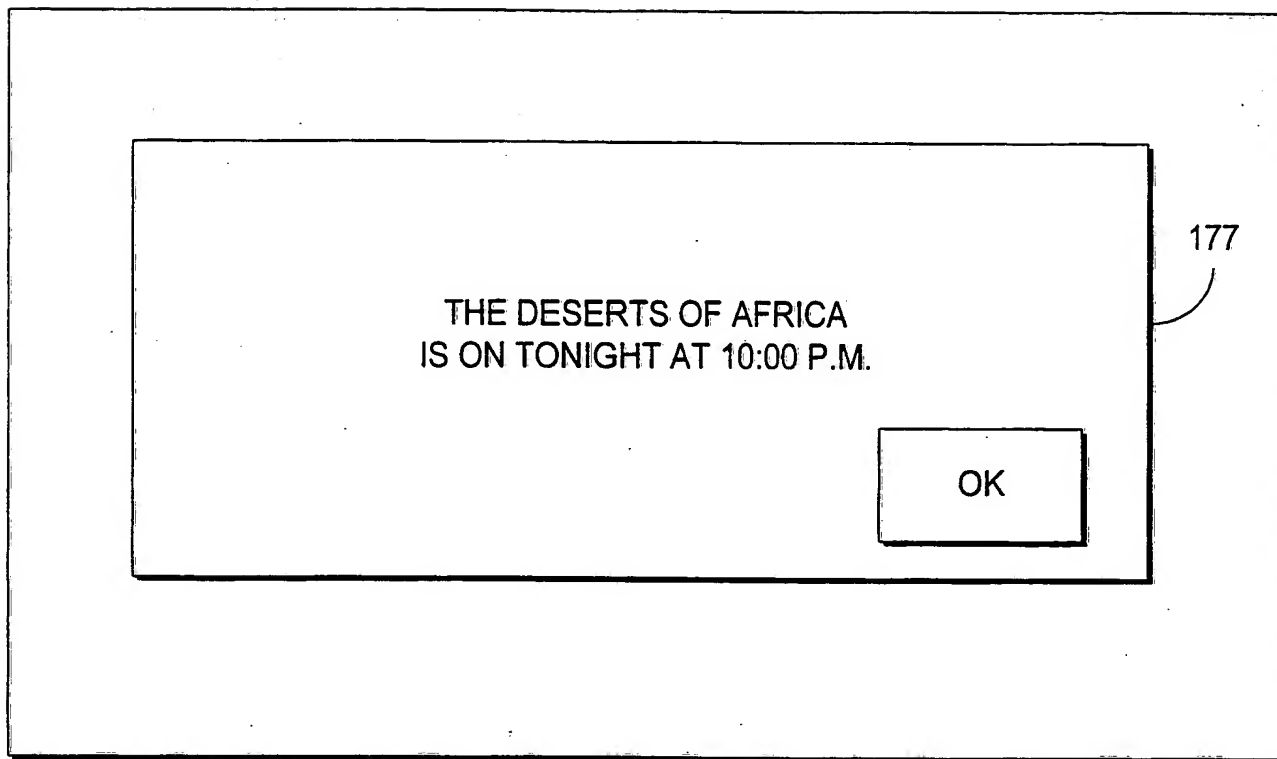 177
THE DESERTS OF AFRICA
IS ON TONIGHT AT 10:00 P.M.
OK